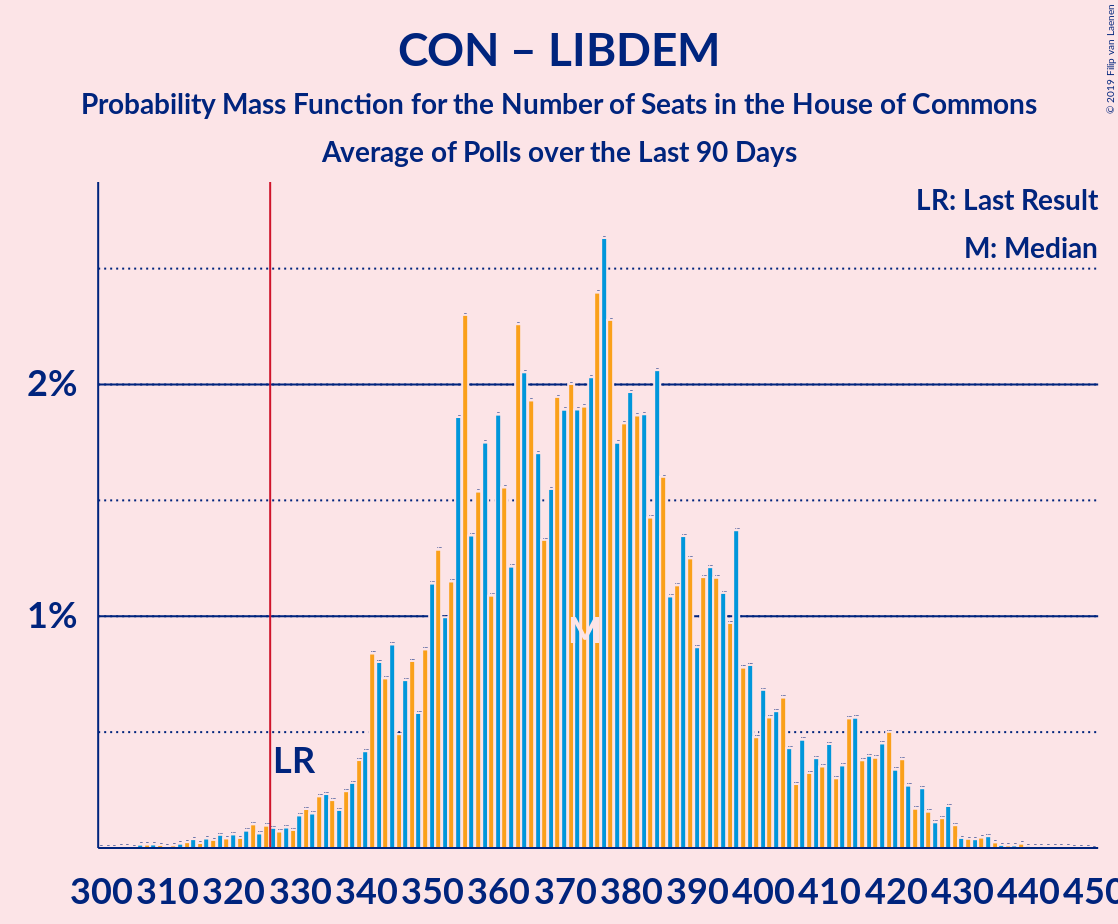 CON – LIBDEM
Probability Mass Function for the Number of Seats in the House of Commons
Average of Polls over the Last 90 Days
© 2019 Filip van Laenen
LR: Last Result
M: Median
2%
1%
M
LR
300 310 320 330 340 350 360 370 380 390 400 410 420 430 440 450